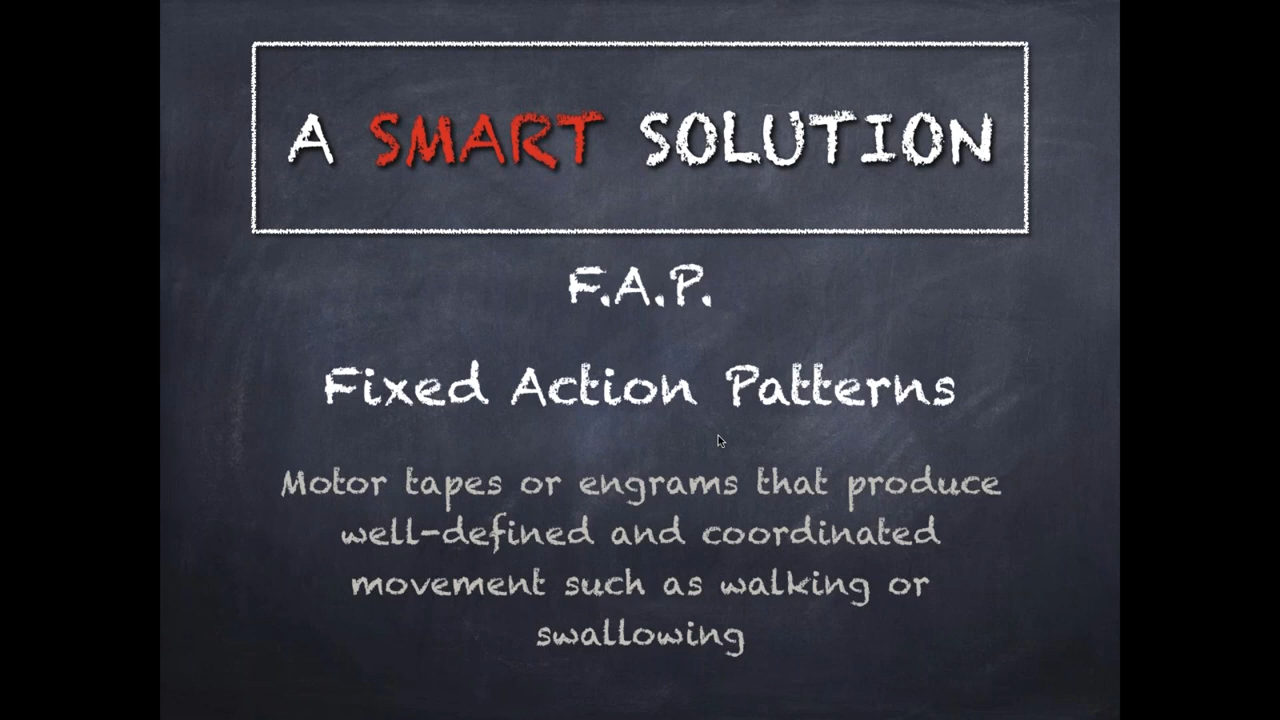 A SMART SOLUTION
F.A.P.
Fixed Action Patterns
Motor tapes or engrams that produce
well-defined and coordinated
movement such as walking or
swallowing